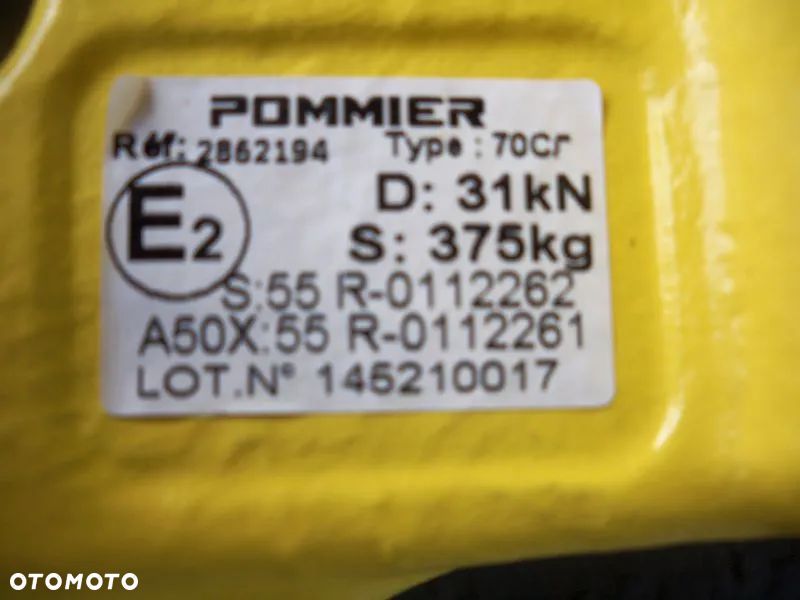 POMMIER
Réf: 2862194 Type : 70Cr
E2 D: 31kN
S: 375kg
S:55 R-0112262
A50X:55 R-0112261
LOT.N° 145210017
OTOMOTO